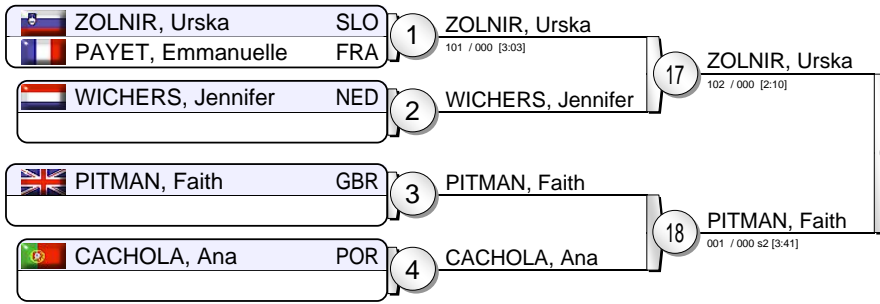 ZOLNIR, Urska SLO
PAYET, Emmanuelle FRA
1
ZOLNIR, Urska
101 / 000 [3:03]
WICHERS, Jennifer NED
2
WICHERS, Jennifer
17
ZOLNIR, Urska
102 / 000 [2:10]
PITMAN, Faith GBR
3
PITMAN, Faith
CACHOLA, Ana POR
4
CACHOLA, Ana
18
PITMAN, Faith
001 / 000 s2 [3:41]